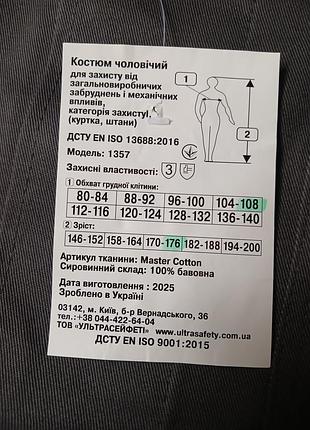 Костюм чоловічий
для захисту від
загальновиробничих
забруднень і механічних
впливів,
категорія захисту І,
(куртка, штани)
1
2
ДСТУ EN ISO 13688:2016
Модель: 1357
Захисні властивості: З
1 Обхват грудної клітини:
80-84 88-92 96-100 104-108
112-116 120-124 128-132 136-140
2 Зріст:
146-152 158-164 170-176 182-188 194-200
Артикул тканини: Master Cotton
Сировинний склад: 100% бавовна
Дата виготовлення : 2025
Зроблено в Україні
03142, м. Київ, б-р Вернадського, 36
тел.:+38 044-422-64-04 www.ultrasafety.com
ТОВ «УЛЬТРАСЕЙФЕТІ»
ДСТУ EN ISO 9001:2015